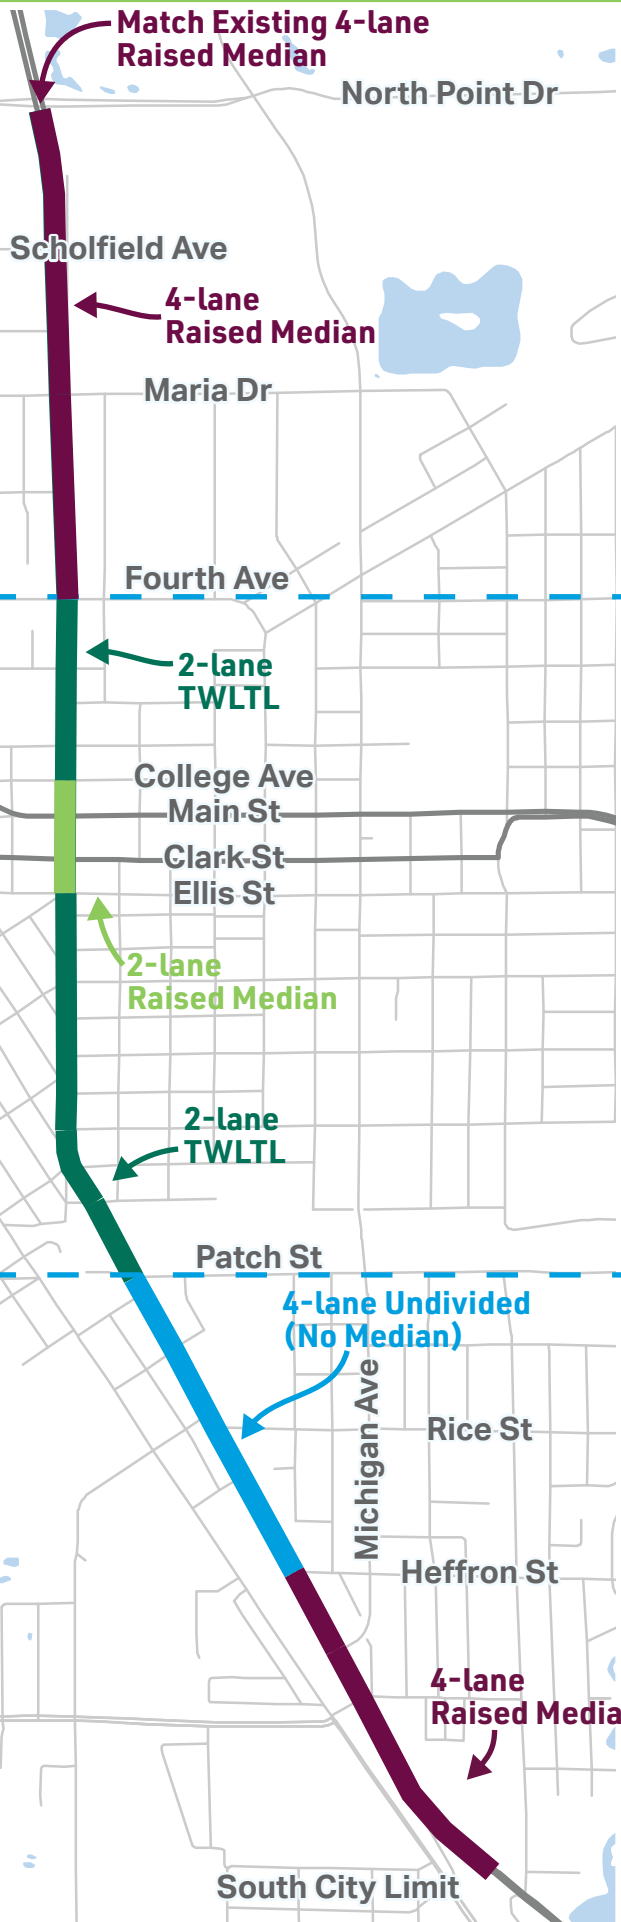 Match Existing 4-lane
Raised Median
North Point Dr
Scholfield Ave
4-lane
Raised Median
Maria Dr
Fourth Ave
2-lane
TWLTL
College Ave
Main St
Clark St
Ellis St
2-lane
Raised Median
2-lane
TWLTL
Patch St
4-lane Undivided
(No Median)
Michigan Ave
Rice St
Heffron St
4-lane
Raised Media
South City Limit